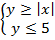 {y ≥ |x|
y ≤ 5